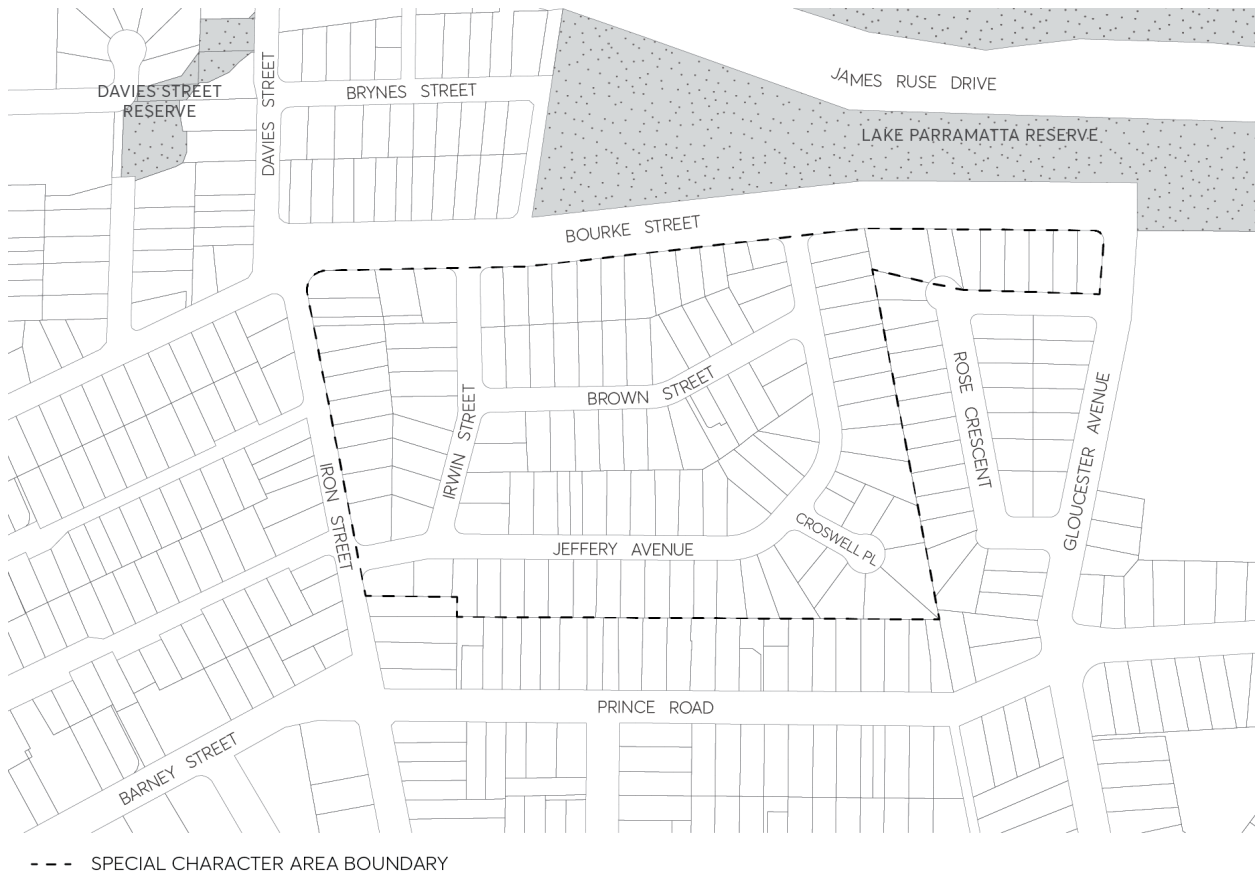 JAMES RUSE DRIVE
DAVIES STREET
RESERVE
DAVIES STREET
BRYNES STREET
LAKE PARRAMATTA RESERVE
BOURKE STREET
BROWN STREET
IRWIN STREET
ROSE CRESCENT
GLOUCESTER AVENUE
IRON STREET
JEFFERY AVENUE
CROSWELL PL
PRINCE ROAD
BARNEY STREET
SPECIAL CHARACTER AREA BOUNDARY